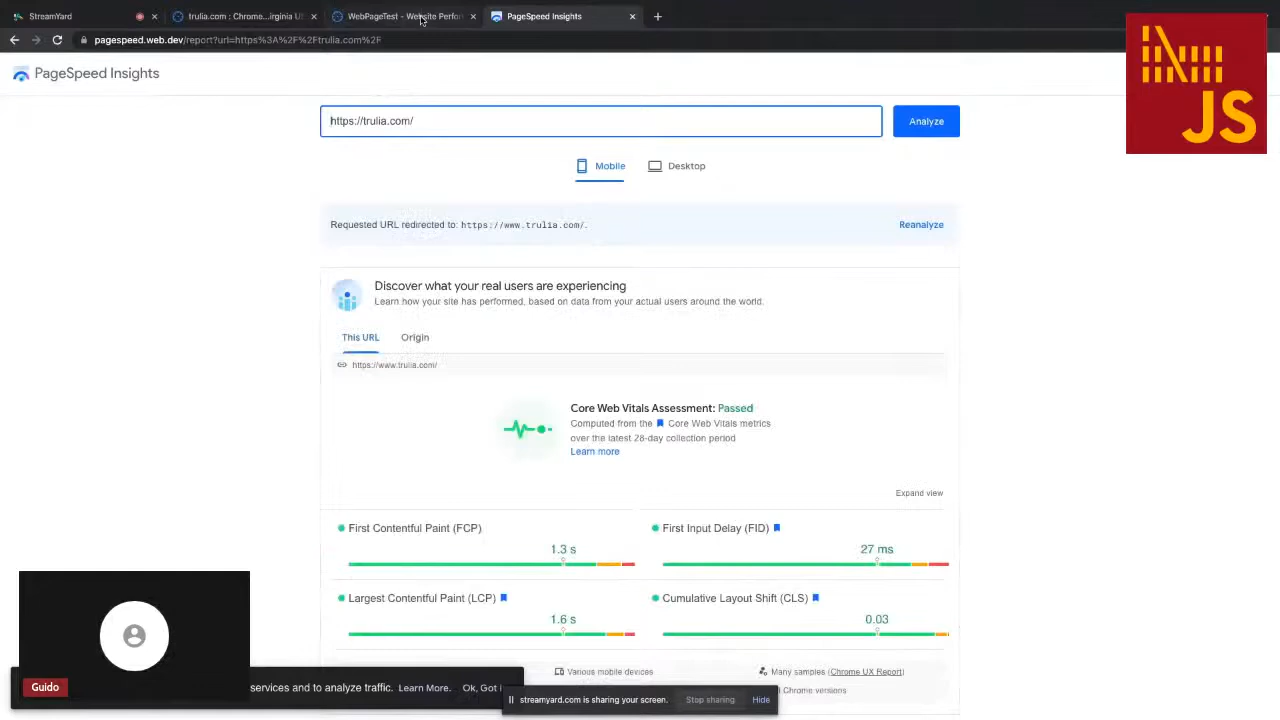 StreamYard
trulia.com : Chrome...irginia US
WebPageTest - Website Perfor
PageSpeed Insights
pagespeed.web.dev/report?url=https%3A%2F%2Ftrulia.com%2F
PageSpeed Insights
https://trulia.com/
Analyze
Mobile
Desktop
Requested URL redirected to: https://www.trulia.com/.
Reanalyze
Discover what your real users are experiencing
Learn how your site has performed, based on data from your actual users around the world.
This URL
Origin
https://www.trulia.com/
Core Web Vitals Assessment: Passed
Computed from the Core Web Vitals metrics
over the latest 28-day collection period
Learn more
Expand view
First Contentful Paint (FCP)
1.3 s
First Input Delay (FID)
27 ms
Largest Contentful Paint (LCP)
1.6 s
Cumulative Layout Shift (CLS)
0.03
Various mobile devices
Many samples (Chrome UX Report)
Chrome versions
services and to analyze traffic. Learn More.
Ok, Got i
streamyard.com is sharing your screen.
Stop sharing
Hide
Guido
JS